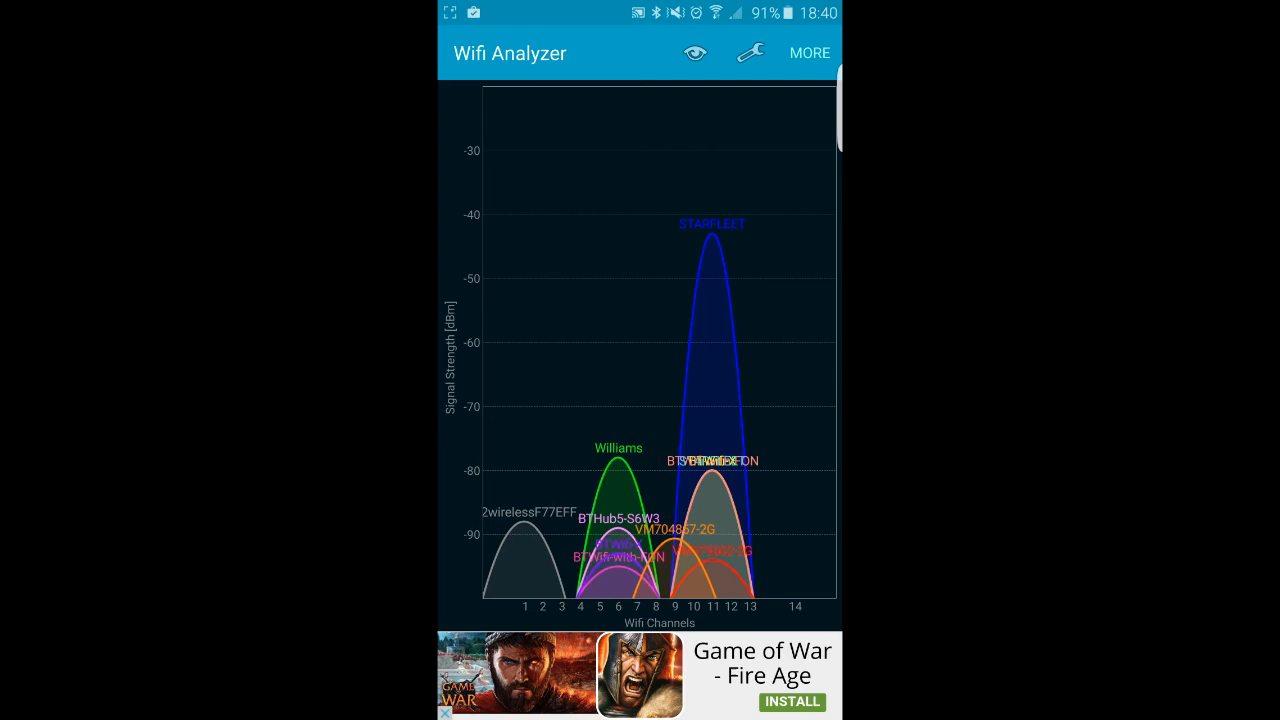 91% 18:40
Wifi Analyzer MORE
-30
-40
STARFLEET
-50
-60
Signal Strength [dBm]
-70
Williams
-80
2wirelessF77EFF
BTHub5-S6W3
VM704867-2G
-90
BTWifi-X
BTWifi-with-FON
1 2 3 4 5 6 7 8 9 10 11 12 13 14
Wifi Channels
Game of War
- Fire Age
INSTALL
GAME
OF
WAR